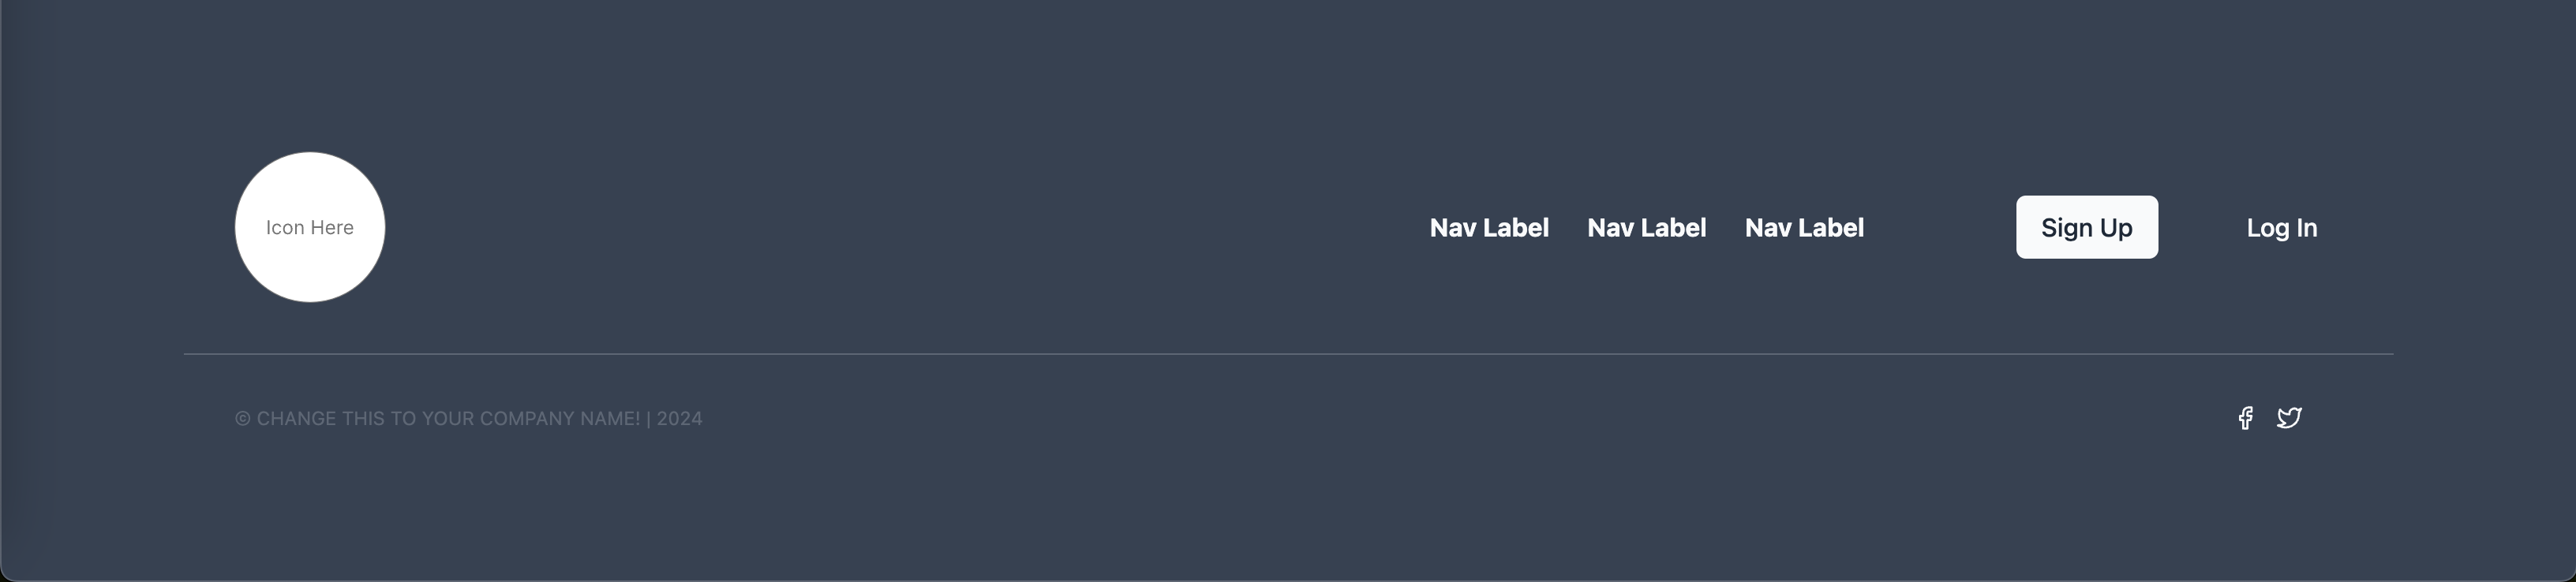 Icon Here
Nav Label Nav Label Nav Label Sign Up Log In
© CHANGE THIS TO YOUR COMPANY NAME! | 2024